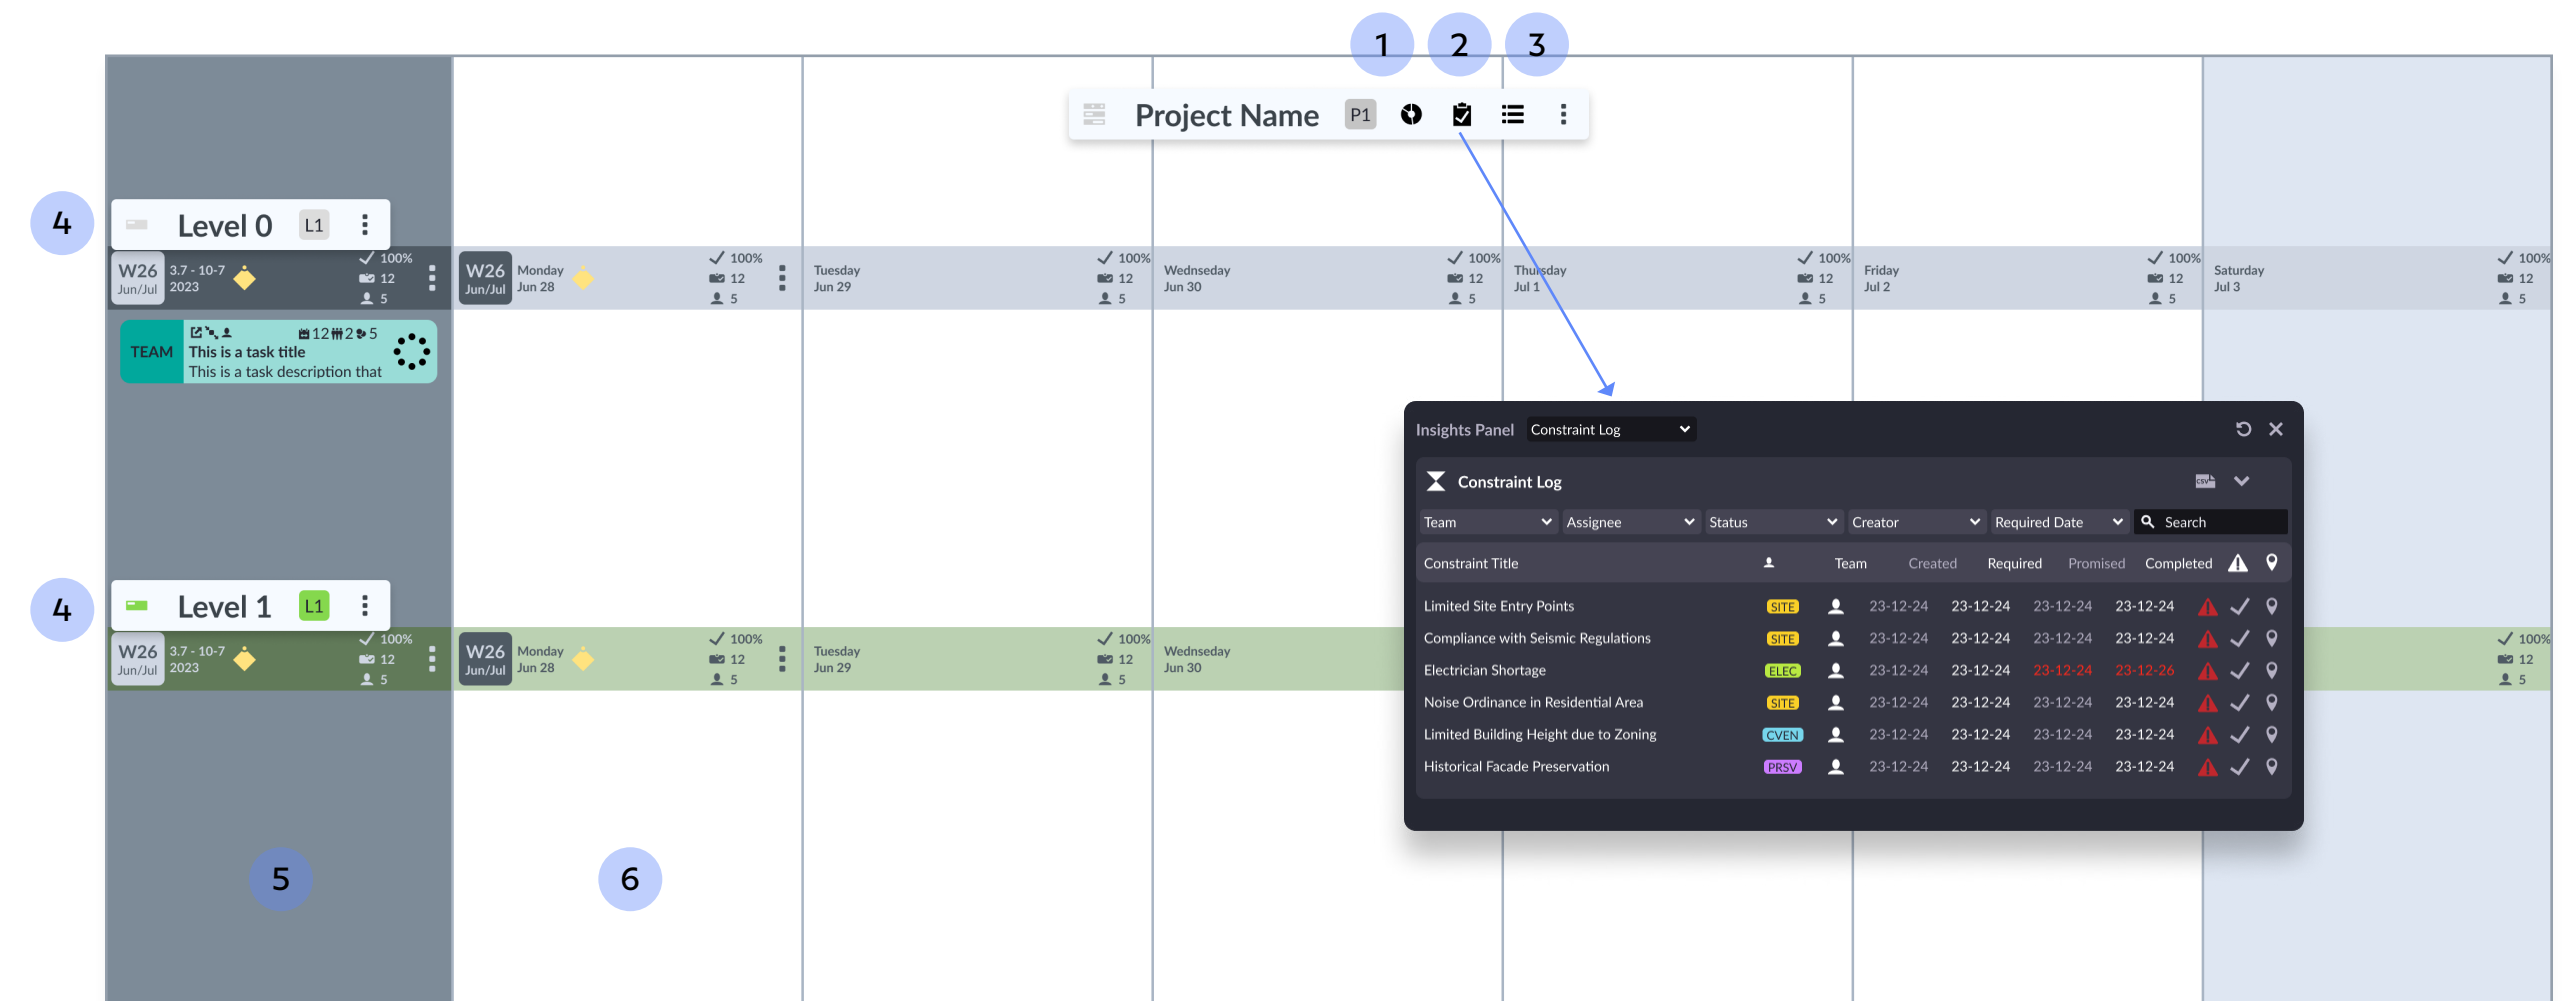 1 2 3
Project Name P1
4 Level 0 L1
W26 Jun/Jul 3.7 - 10-7 2023 100% 12 5
W26 Jun/Jul Monday Jun 28 100% 12 5
Tuesday Jun 29 100% 12 5
Wednseday Jun 30 100% 12 5
Thursday Jul 1 100% 12 5
Friday Jul 2 100% 12 5
Saturday Jul 3 100% 12 5
TEAM
12 2 5
This is a task title
This is a task description that
Insights Panel Constraint Log
Constraint Log CSV
Team Assignee Status Creator Required Date Search
Constraint Title Team Created Required Promised Completed
Limited Site Entry Points SITE 23-12-24 23-12-24 23-12-24 23-12-24
Compliance with Seismic Regulations SITE 23-12-24 23-12-24 23-12-24 23-12-24
Electrician Shortage ELEC 23-12-24 23-12-24 23-12-24 23-12-26
Noise Ordinance in Residential Area SITE 23-12-24 23-12-24 23-12-24 23-12-24
Limited Building Height due to Zoning CVEN 23-12-24 23-12-24 23-12-24 23-12-24
Historical Facade Preservation PRSV 23-12-24 23-12-24 23-12-24 23-12-24
4 Level 1 L1
W26 Jun/Jul 3.7 - 10-7 2023 100% 12 5
W26 Jun/Jul Monday Jun 28 100% 12 5
Tuesday Jun 29 100% 12 5
Wednseday Jun 30
100% 12 5
5 6